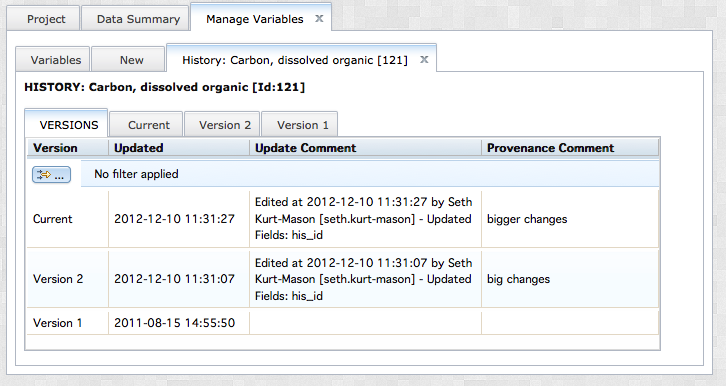 Project Data Summary Manage Variables x
Variables New History: Carbon, dissolved organic [121] x
HISTORY: Carbon, dissolved organic [Id:121]
VERSIONS Current Version 2 Version 1
Version Updated Update Comment Provenance Comment
... No filter applied
Edited at 2012-12-10 11:31:27 by Seth
Current 2012-12-10 11:31:27 Kurt-Mason [seth.kurt-mason] - Updated bigger changes
Fields: his_id
Edited at 2012-12-10 11:31:07 by Seth
Version 2 2012-12-10 11:31:07 Kurt-Mason [seth.kurt-mason] - Updated big changes
Fields: his_id
Version 1 2011-08-15 14:55:50